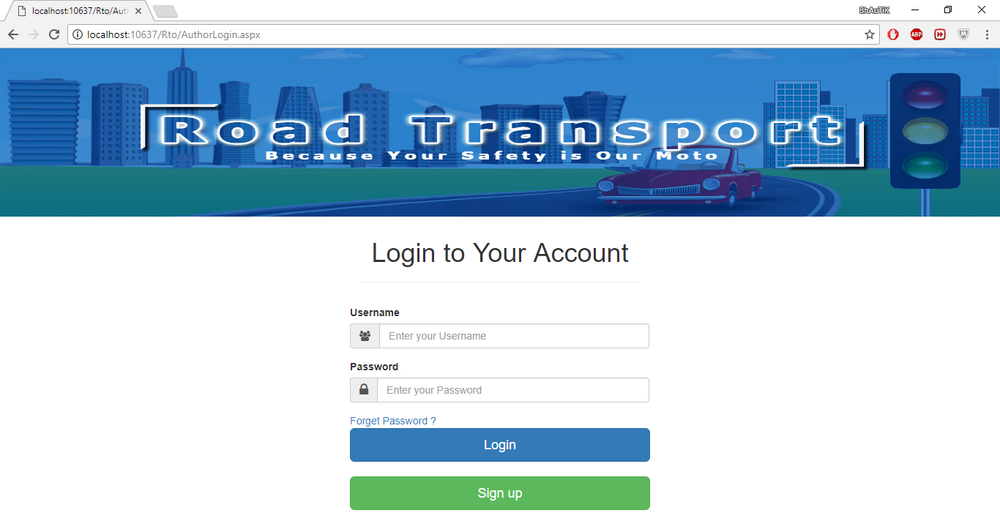 localhost:10637/Rto/Aut
BhAuTiK
localhost:10637/Rto/AuthorLogin.aspx
ABP
Road Transport
Because Your Safety is Our Moto
Login to Your Account
Username
Enter your Username
Password
Enter your Password
Forget Password ?
Login
Sign up